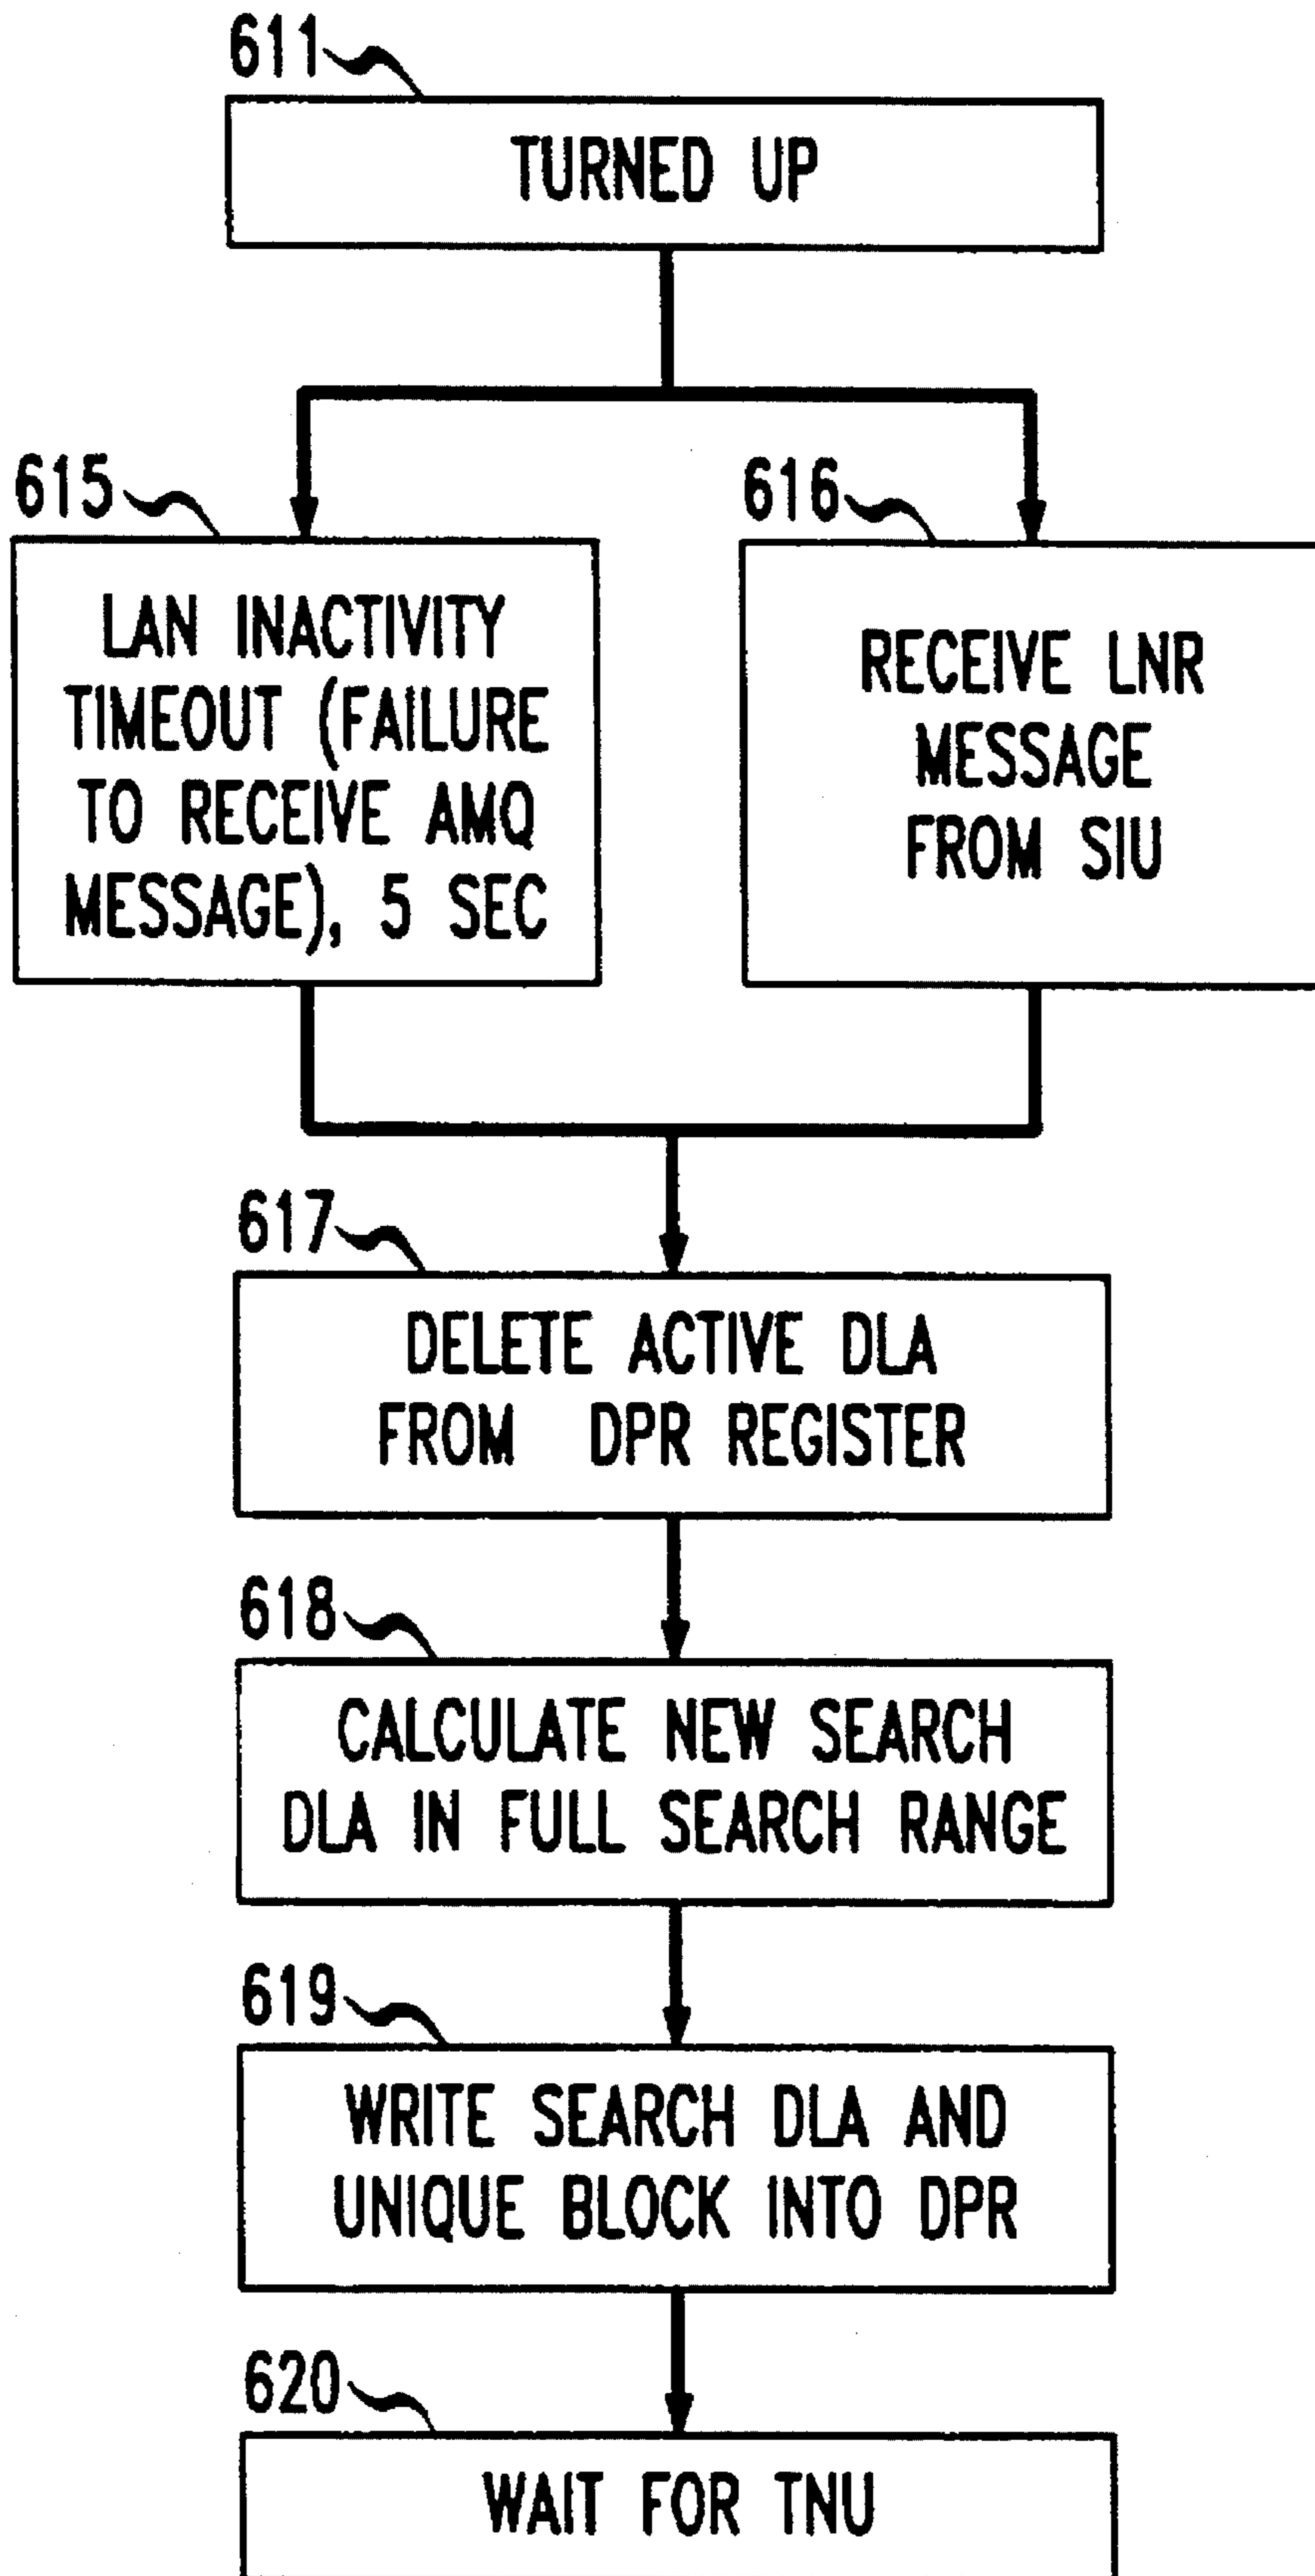 611
TURNED UP
615
LAN INACTIVITY
TIMEOUT (FAILURE
TO RECEIVE AMQ
MESSAGE), 5 SEC
616
RECEIVE LNR
MESSAGE
FROM SIU
617
DELETE ACTIVE DLA
FROM DPR REGISTER
618
CALCULATE NEW SEARCH
DLA IN FULL SEARCH RANGE
619
WRITE SEARCH DLA AND
UNIQUE BLOCK INTO DPR
620
WAIT FOR TNU